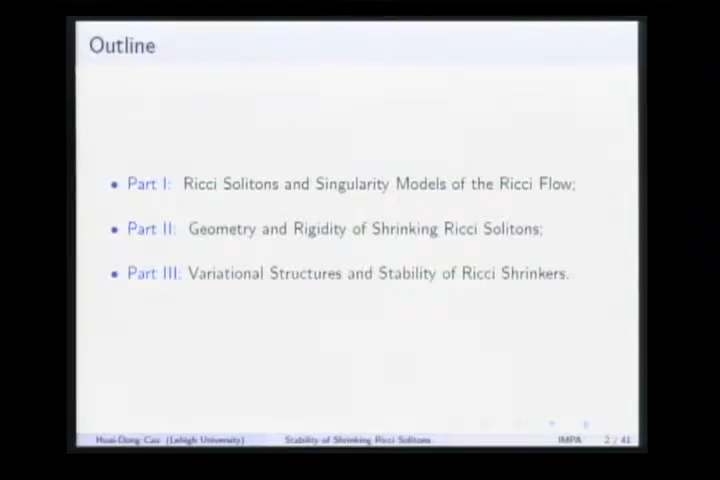 Outline
• Part I: Ricci Solitons and Singularity Models of the Ricci Flow;
• Part II: Geometry and Rigidity of Shrinking Ricci Solitons;
• Part III: Variational Structures and Stability of Ricci Shrinkers.
Huai-Dong Cao (Lehigh University) Stability of Shrinking Ricci Solitons IMPA 2 / 41